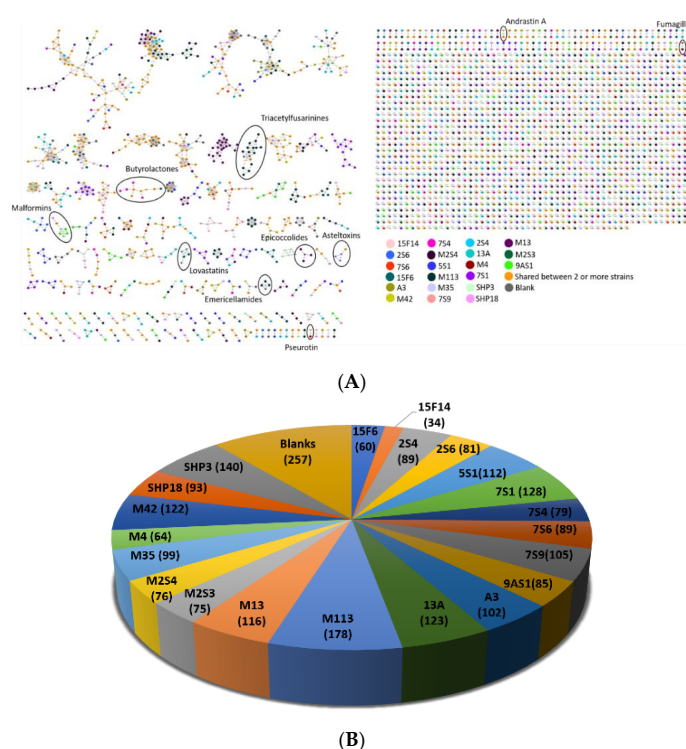 Andrastin A
Fumagill
Triacetylfusarinines
Butyrolactones
Malformins
Epicoccolides
Asteltoxins
Lovastatins
Emericellamides
Pseurotin
15F14 7S4 2S4 M13
2S6 M2S4 13A M2S3
7S6 5S1 M4 9AS1
15F6 M113 7S1 Shared between 2 or more strains
A3 M35 SHP3 Blank
M42 7S9 SHP18
(A)
15F14
(34)
15F6
(60)
2S4
(89)
2S6 (81)
5S1(112)
7S1 (128)
7S4 (79)
7S6 (89)
7S9(105)
9AS1(85)
A3
(102)
13A
(123)
M113
(178)
M13
(116)
M2S3
(75)
M2S4
(76)
M35 (99)
M4 (64)
M42 (122)
SHP18 (93)
SHP3 (140)
Blanks
(257)
(B)